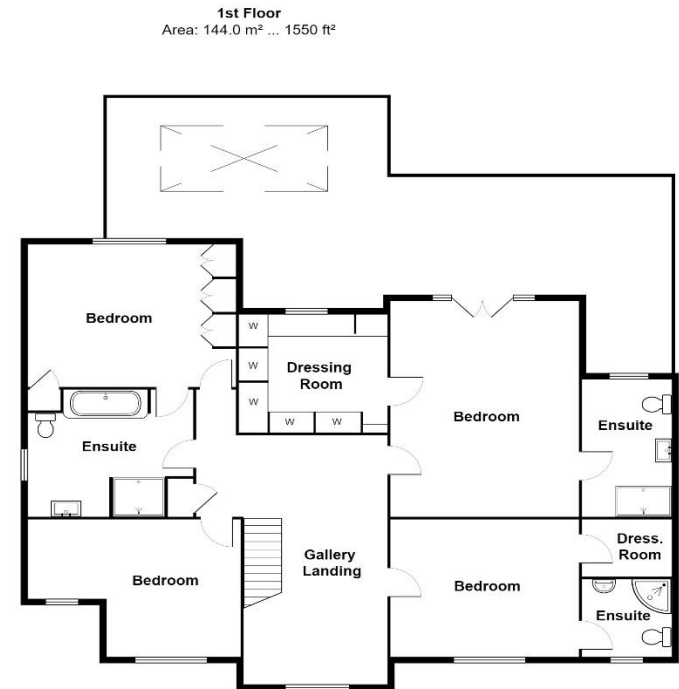 1st Floor
Area: 144.0 m² ... 1550 ft²
Bedroom
W
W
W
W
W
Dressing
Room
Bedroom
Ensuite
Ensuite
Bedroom
Gallery
Landing
Bedroom
Dress.
Room
Ensuite